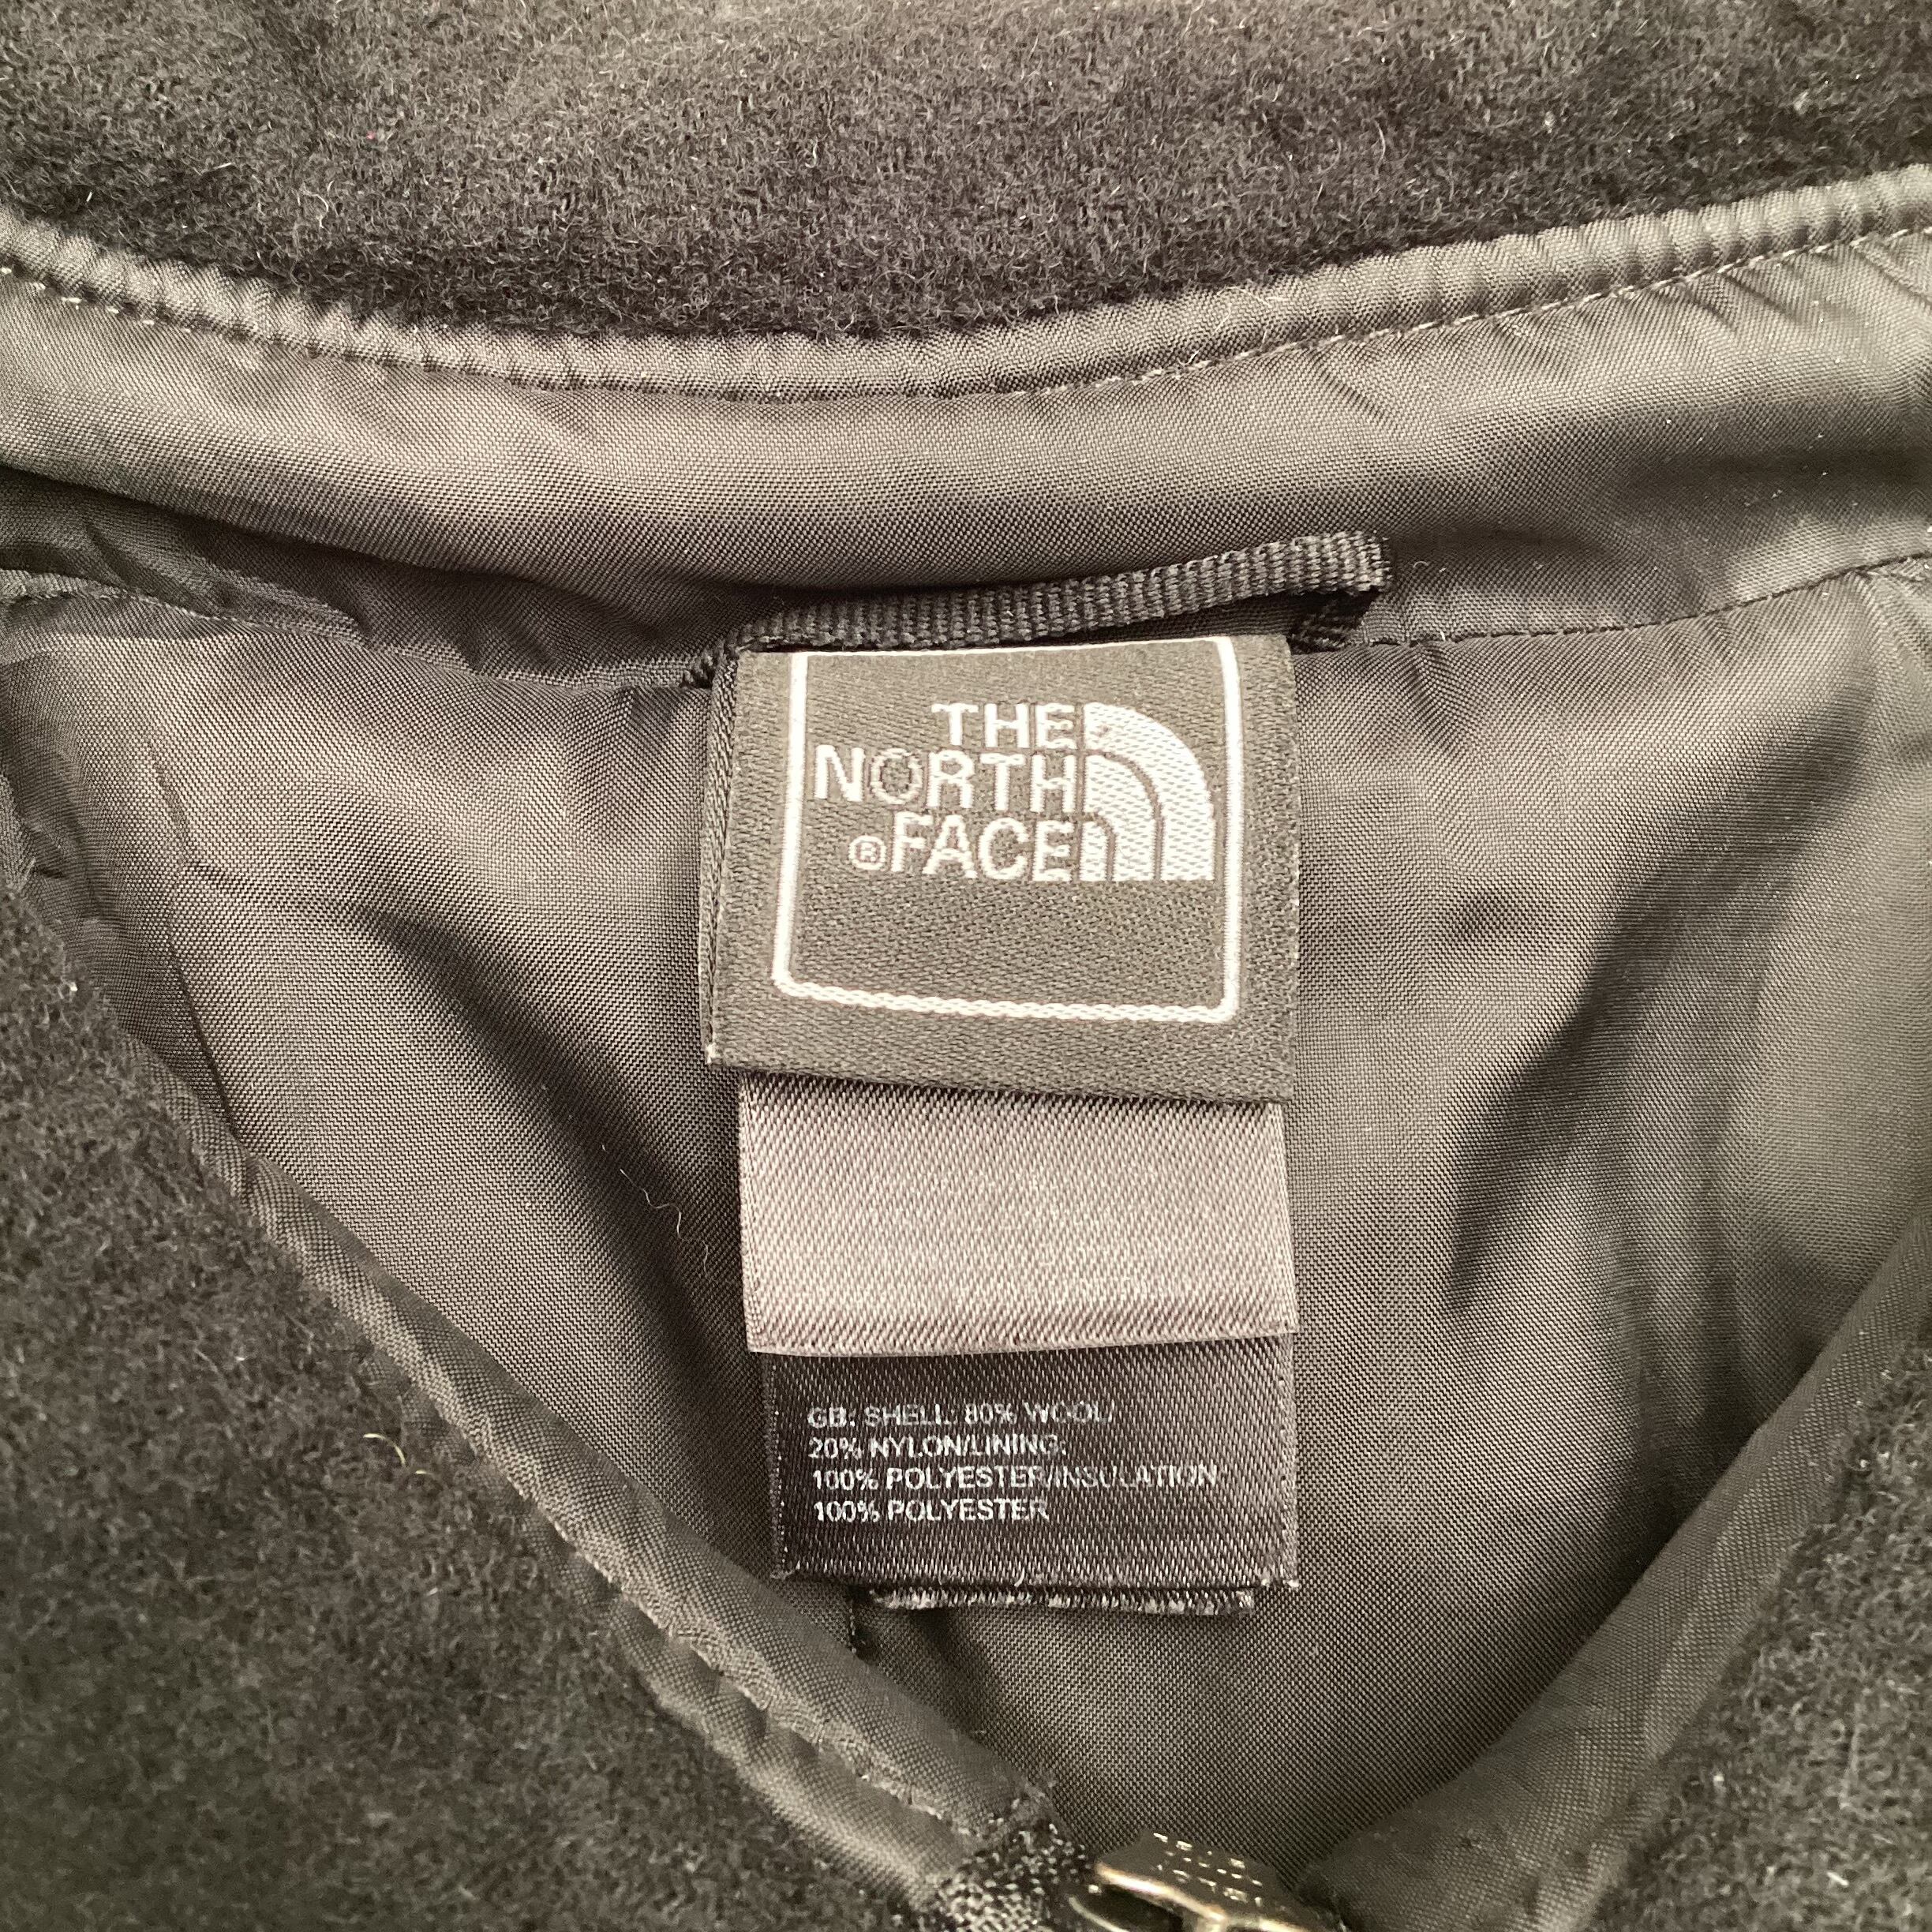 THE
NORTH
®FACE
GB: SHELL: 80% WOOL/
20% NYLON/LINING:
100% POLYESTER/INSULATION:
100% POLYESTER